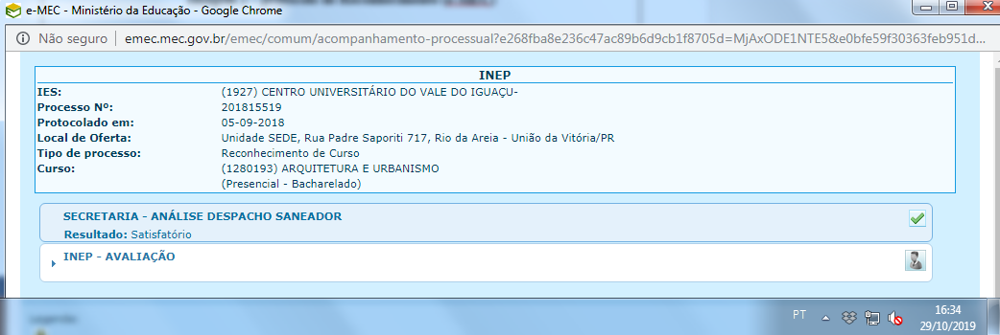 e-MEC - Ministério da Educação - Google Chrome
Não seguro | emec.mec.gov.br/emec/comum/acompanhamento-processual?e268fba8e236c47ac89b6d9cb1f8705d=MjAxODE1NTE5&e0bfe59f30363feb951d...
INEP
IES: (1927) CENTRO UNIVERSITÁRIO DO VALE DO IGUAÇU-
Processo Nº: 201815519
Protocolado em: 05-09-2018
Local de Oferta: Unidade SEDE, Rua Padre Saporiti 717, Rio da Areia - União da Vitória/PR
Tipo de processo: Reconhecimento de Curso
Curso: (1280193) ARQUITETURA E URBANISMO
(Presencial - Bacharelado)
SECRETARIA - ANÁLISE DESPACHO SANEADOR
Resultado: Satisfatório
INEP - AVALIAÇÃO
PT
16:34
29/10/2019